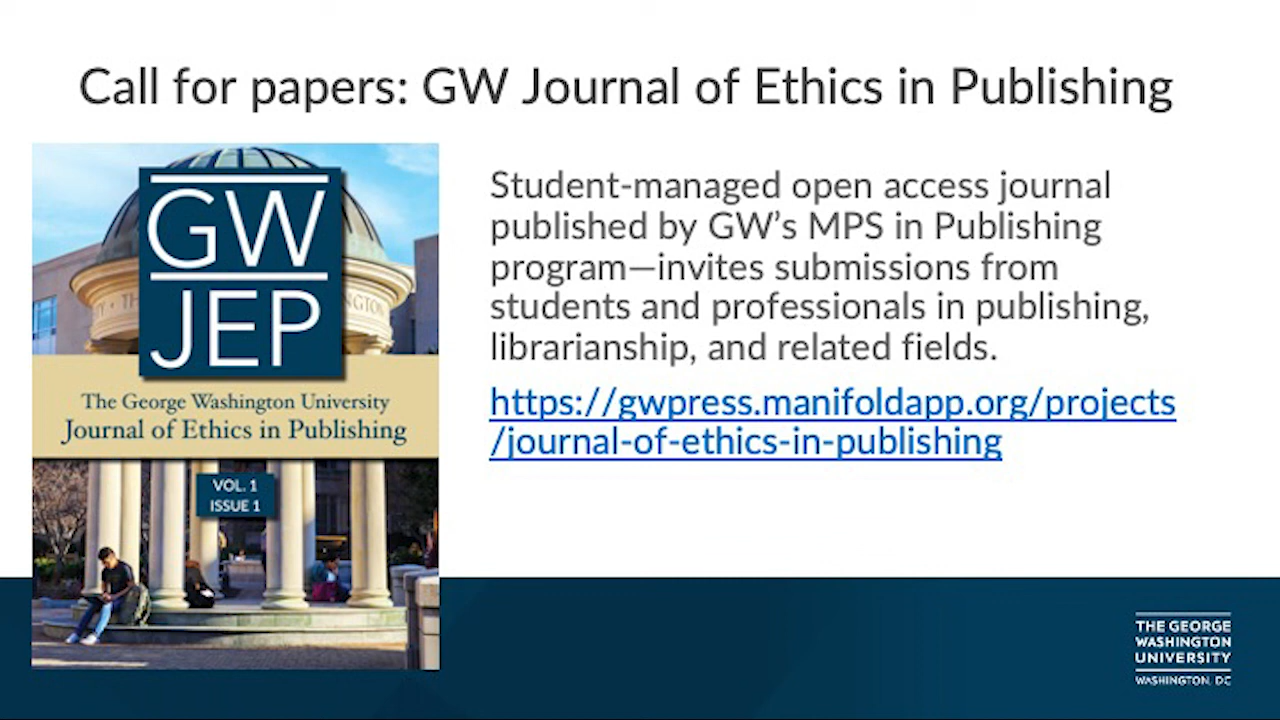 Call for papers: GW Journal of Ethics in Publishing
GW
JEP
The George Washington University
Journal of Ethics in Publishing
VOL. 1
ISSUE 1
Student-managed open access journal
published by GW’s MPS in Publishing
program—invites submissions from
students and professionals in publishing,
librarianship, and related fields.
https://gwpress.manifoldapp.org/projects
/journal-of-ethics-in-publishing
THE GEORGE
WASHINGTON
UNIVERSITY
WASHINGTON, DC